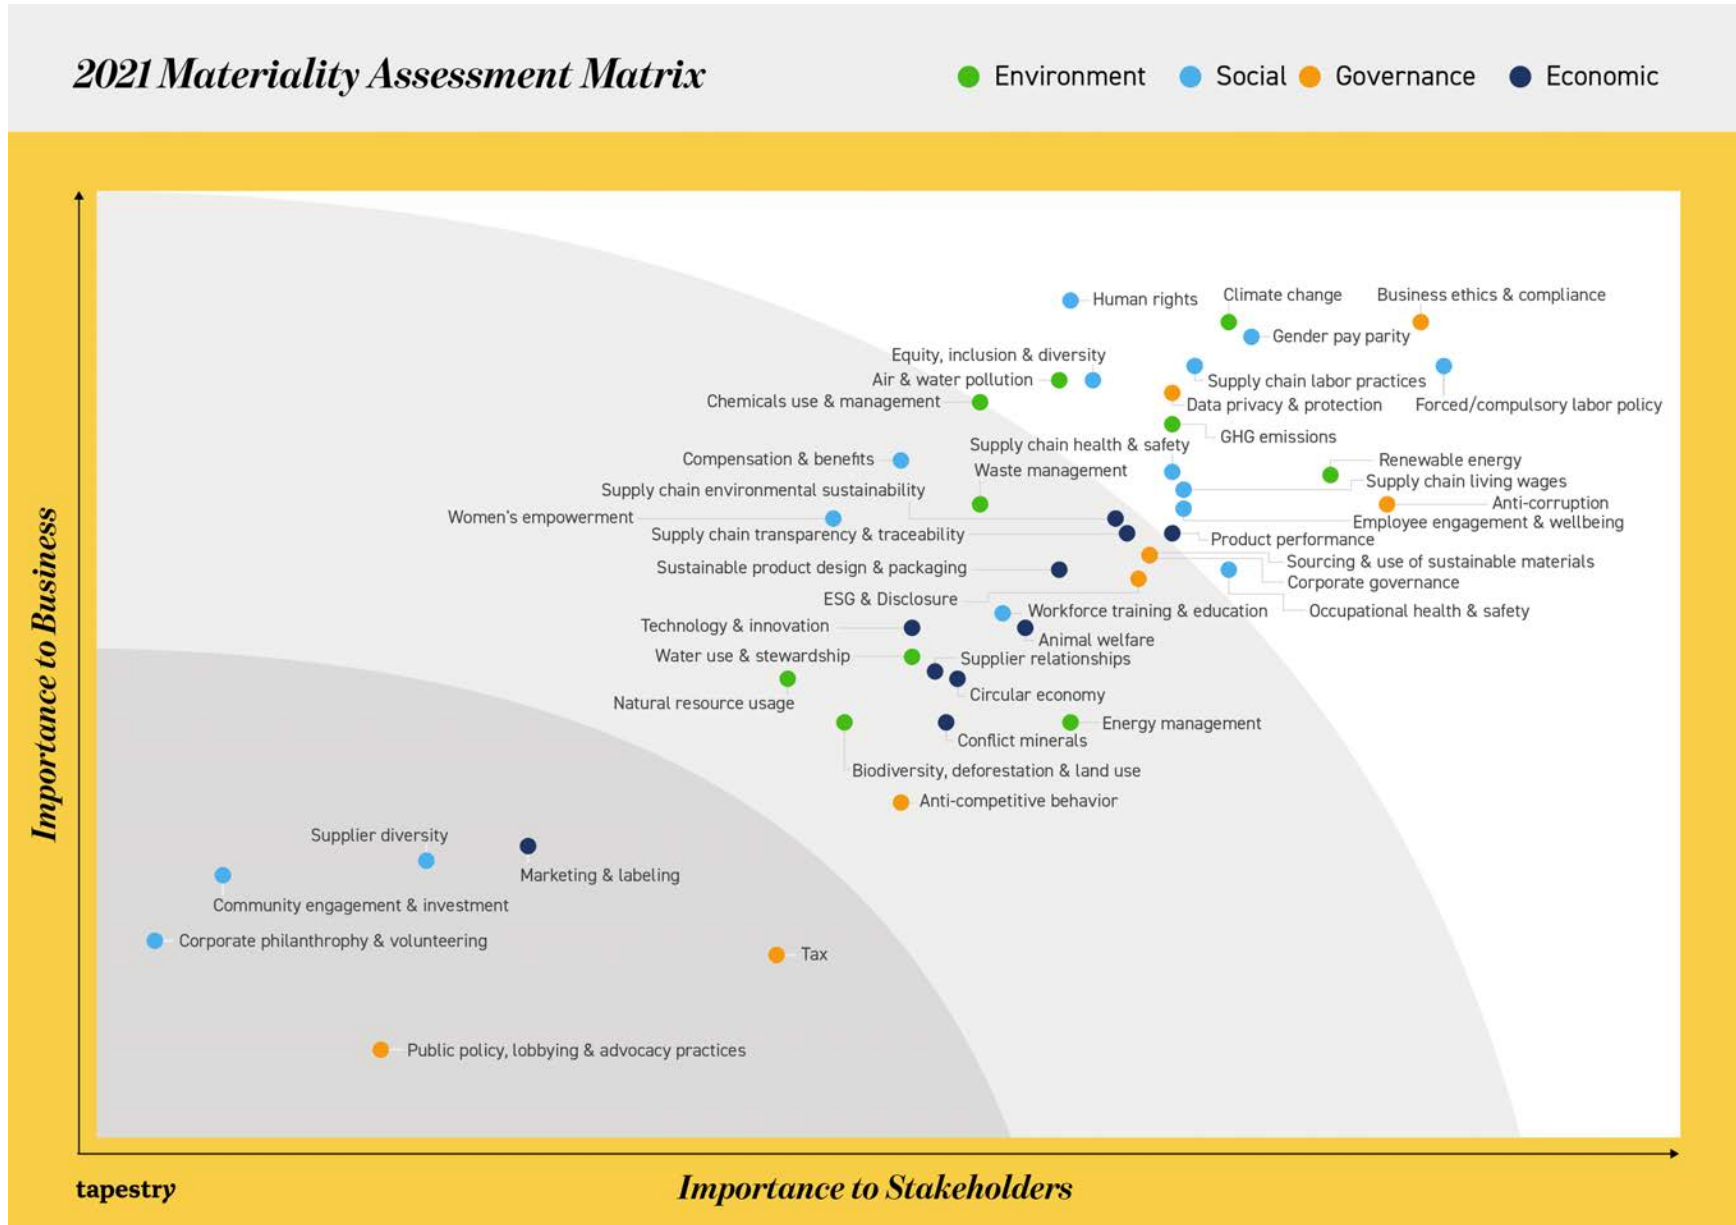 2021 Materiality Assessment Matrix
Environment
Social
Governance
Economic
Importance to Business
Human rights
Climate change
Business ethics & compliance
Gender pay parity
Equity, inclusion & diversity
Air & water pollution
Supply chain labor practices
Chemicals use & management
Data privacy & protection
Forced/compulsory labor policy
GHG emissions
Supply chain health & safety
Compensation & benefits
Renewable energy
Waste management
Supply chain living wages
Supply chain environmental sustainability
Anti-corruption
Women's empowerment
Employee engagement & wellbeing
Supply chain transparency & traceability
Product performance
Sourcing & use of sustainable materials
Sustainable product design & packaging
Corporate governance
ESG & Disclosure
Workforce training & education
Occupational health & safety
Technology & innovation
Animal welfare
Water use & stewardship
Supplier relationships
Circular economy
Natural resource usage
Energy management
Conflict minerals
Biodiversity, deforestation & land use
Anti-competitive behavior
Supplier diversity
Marketing & labeling
Community engagement & investment
Corporate philanthrophy & volunteering
Tax
Public policy, lobbying & advocacy practices
tapestry
Importance to Stakeholders